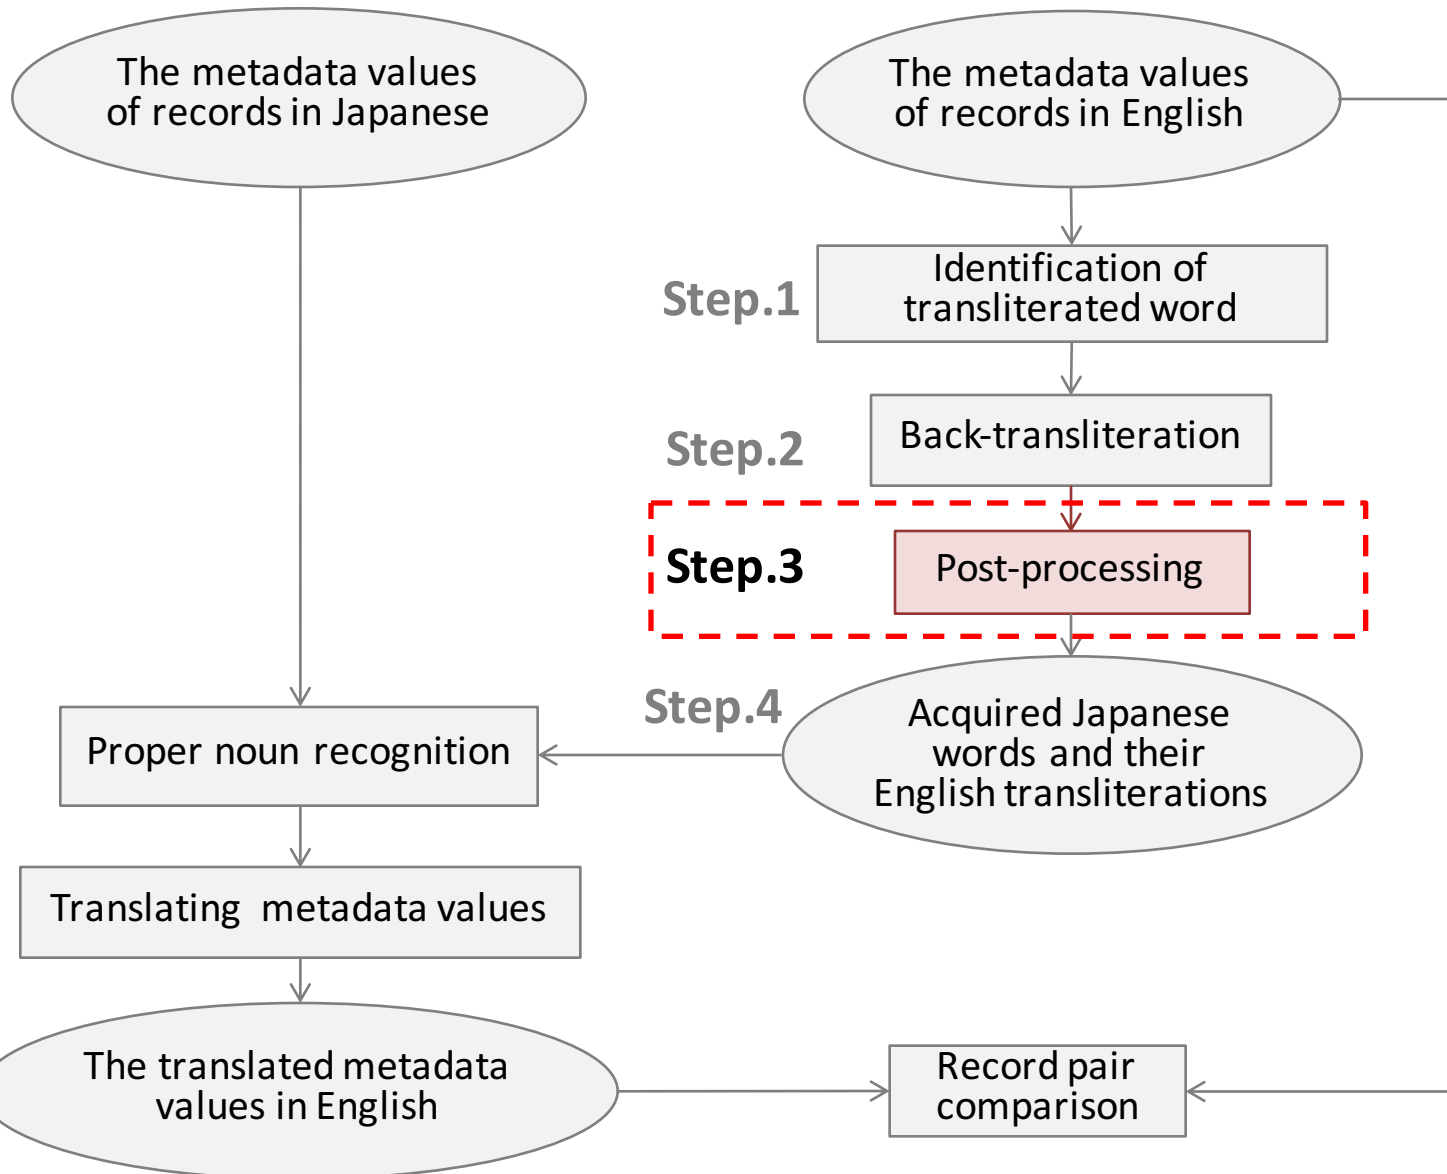 The metadata values
of records in Japanese
The metadata values
of records in English
Step.1
Identification of
transliterated word
Step.2
Back-transliteration
Step.3
Post-processing
Step.4
Acquired Japanese
words and their
English transliterations
Proper noun recognition
Translating metadata values
The translated metadata
values in English
Record pair
comparison